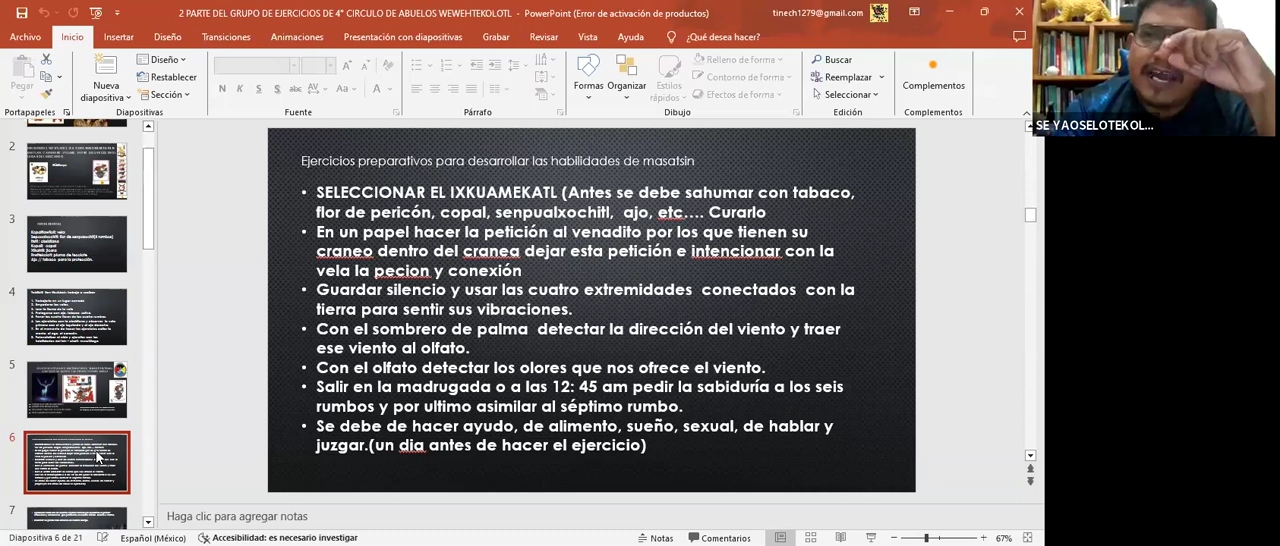 2 PARTE DEL GRUPO DE EJERCICIOS DE 4° CIRCULO DE ABUELOS WEWEHTEKOLOTL - PowerPoint (Error de activación de productos)
tinech1279@gmail.com
Archivo Inicio Insertar Diseño Transiciones Animaciones Presentación con diapositivas Grabar Revisar Vista Ayuda ¿Qué desea hacer?
Pegar
Nueva diapositiva
Diseño
Restablecer
Sección
Formas
Organizar
Estilos rápidos
Relleno de forma
Contorno de forma
Efectos de forma
Buscar
Reemplazar
Seleccionar
Complementos
Portapapeles Diapositivas Fuente Párrafo Dibujo Edición Complementos
SE YAOSELOTEKOL...
2
3
4
5
6
7
Ejercicios preparativos para desarrollar las habilidades de masatsin
• SELECCIONAR EL IXKUAMEKATL (Antes se debe sahumar con tabaco,
flor de pericón, copal, senpualxochitl, ajo, etc…. Curarlo
• En un papel hacer la petición al venadito por los que tienen su
craneo dentro del cranea dejar esta petición e intencionar con la
vela la pecion y conexión
• Guardar silencio y usar las cuatro extremidades conectados con la
tierra para sentir sus vibraciones.
• Con el sombrero de palma detectar la dirección del viento y traer
ese viento al olfato.
• Con el olfato detectar los olores que nos ofrece el viento.
• Salir en la madrugada o a las 12: 45 am pedir la sabiduría a los seis
rumbos y por ultimo asimilar al séptimo rumbo.
• Se debe de hacer ayudo, de alimento, sueño, sexual, de hablar y
juzgar.(un dia antes de hacer el ejercicio)
Haga clic para agregar notas
Diapositiva 6 de 21 Español (México) Accesibilidad: es necesario investigar Notas Comentarios 67%